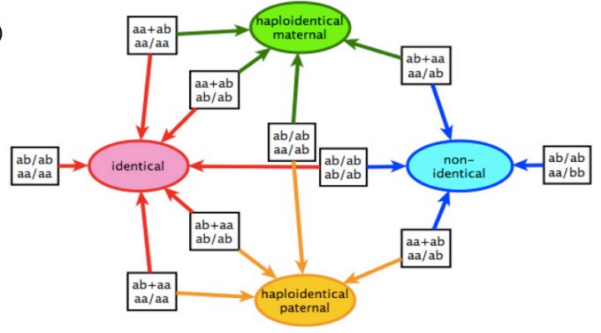 )
haploidentical
maternal
aa+ab
aa/aa
ab+aa
aa/ab
aa+ab
ab/ab
ab/ab
aa/ab
ab/ab
aa/aa
identical
ab/ab
ab/ab
non-
identical
ab/ab
aa/bb
ab+aa
ab/ab
aa+ab
aa/ab
ab+aa
aa/aa
haploidentical
paternal